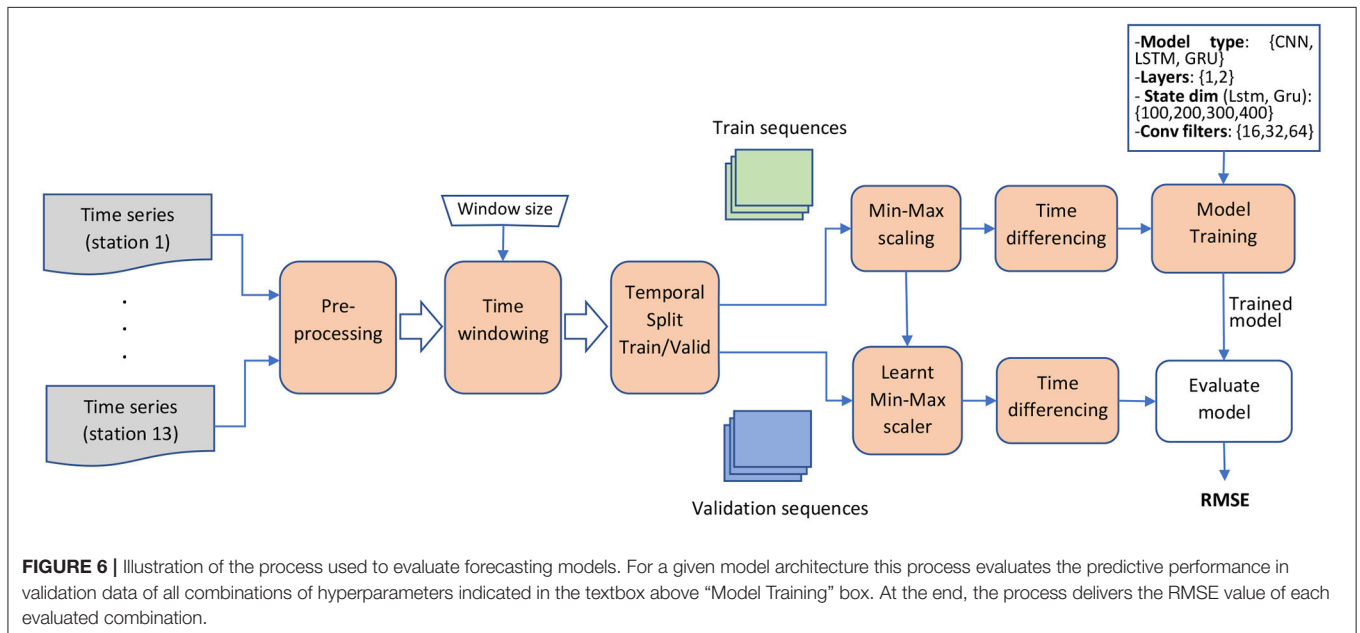 -Model type: {CNN,
LSTM, GRU}
-Layers: {1,2}
- State dim (Lstm, Gru):
{100,200,300,400}
-Conv filters: {16,32,64}
Train sequences
Time series
(station 1)
.
.
.
Time series
(station 13)
Window size
Pre-
processing
Time
windowing
Temporal
Split
Train/Valid
Min-Max
scaling
Time
differencing
Model
Training
Trained
model
Learnt
Min-Max
scaler
Time
differencing
Evaluate
model
Validation sequences
RMSE
FIGURE 6 | Illustration of the process used to evaluate forecasting models. For a given model architecture this process evaluates the predictive performance in
validation data of all combinations of hyperparameters indicated in the textbox above “Model Training” box. At the end, the process delivers the RMSE value of each
evaluated combination.